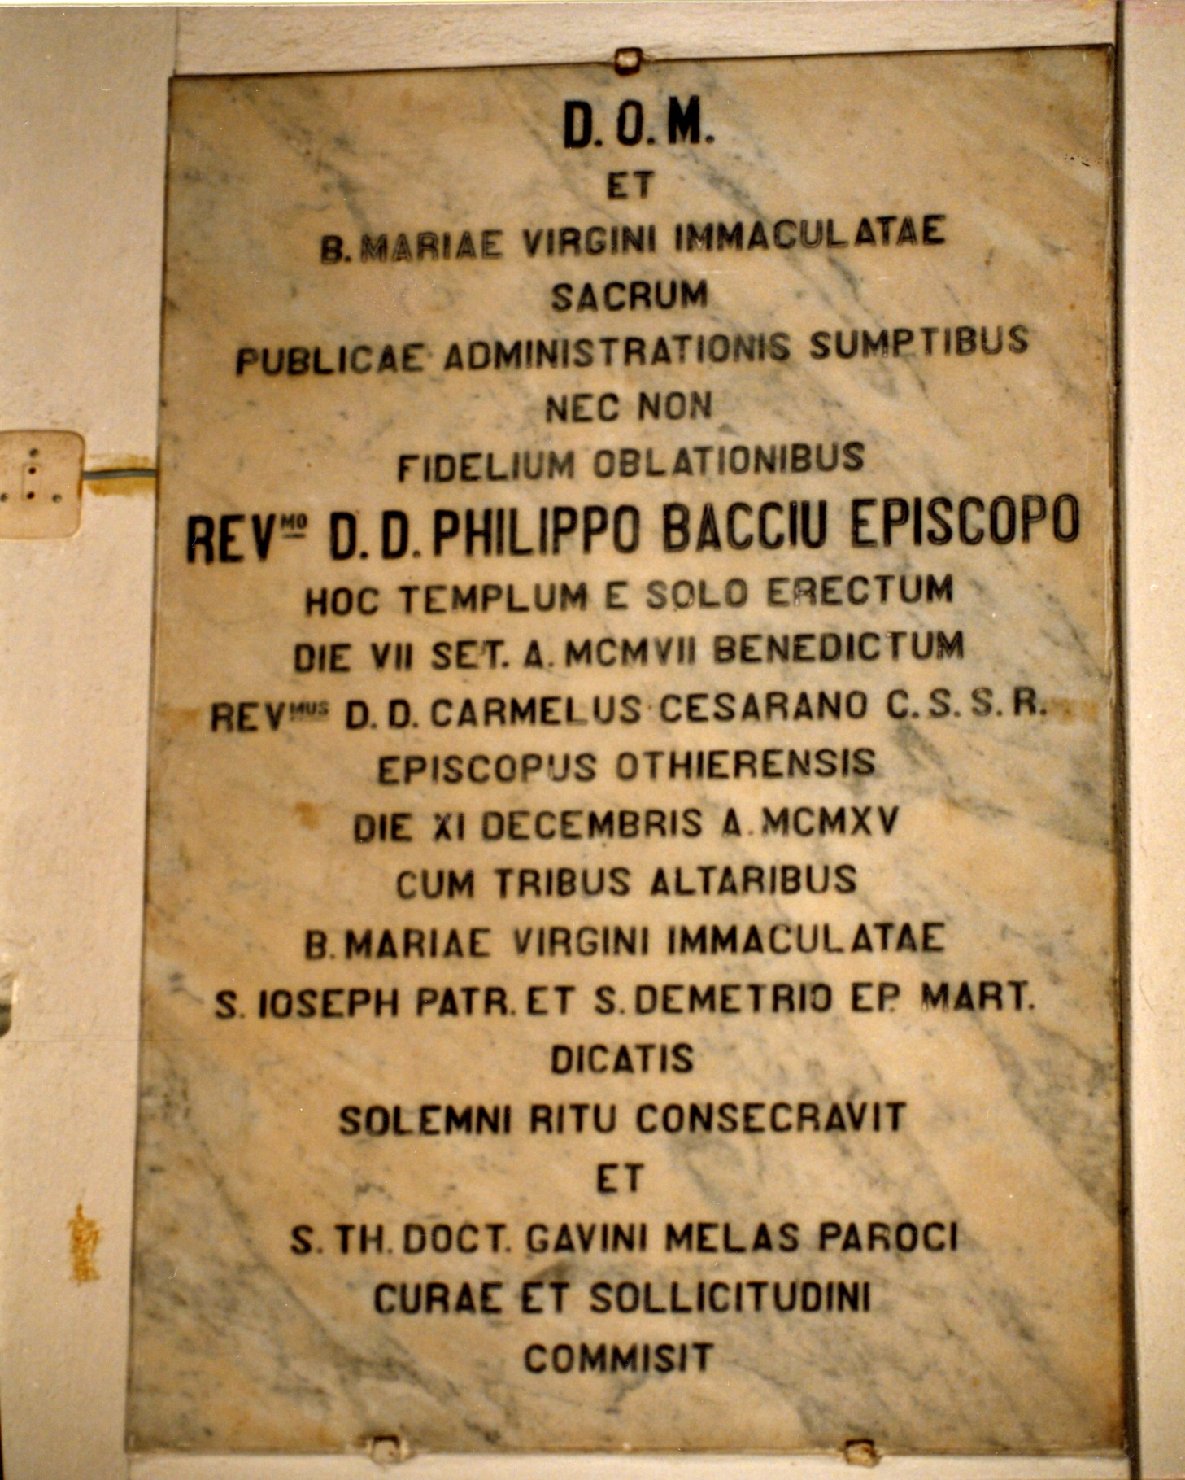 D.O.M.
ET
B. MARIAE VIRGINI IMMACULATAE
SACRUM
PUBLICAE ADMINISTRATIONIS SUMPTIBUS
NEC NON
FIDELIUM OBLATIONIBUS
REVMO D.D. PHILIPPO BACCIU EPISCOPO
HOC TEMPLUM E SOLO ERECTUM
DIE VII SET. A. MCMVII BENEDICTUM
REVMUS D.D. CARMELUS CESARANO C.S.S.R.
EPISCOPUS OTHIERENSIS
DIE XI DECEMBRIS A. MCMXV
CUM TRIBUS ALTARIBUS
B. MARIAE VIRGINI IMMACULATAE
S. IOSEPH PATR. ET S. DEMETRIO EP. MART.
DICATIS
SOLEMNI RITU CONSECRAVIT
ET
S. TH. DOCT. GAVINI MELAS PAROCI
CURAE ET SOLLICITUDINI
COMMISIT